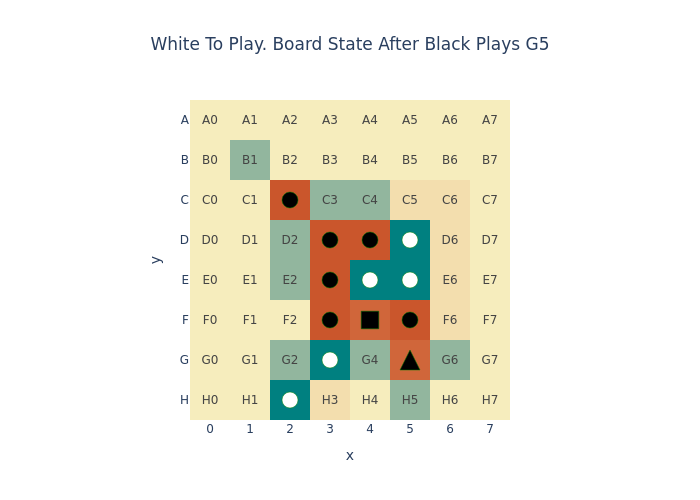 White To Play. Board State After Black Plays G5
A A0 A1 A2 A3 A4 A5 A6 A7
B B0 B1 B2 B3 B4 B5 B6 B7
C C0 C1 C3 C4 C5 C6 C7
D D0 D1 D2 D6 D7
E E0 E1 E2 E6 E7
F F0 F1 F2 F6 F7
G G0 G1 G2 G4 G6 G7
H H0 H1 H3 H4 H5 H6 H7
0 1 2 3 4 5 6 7
x
y